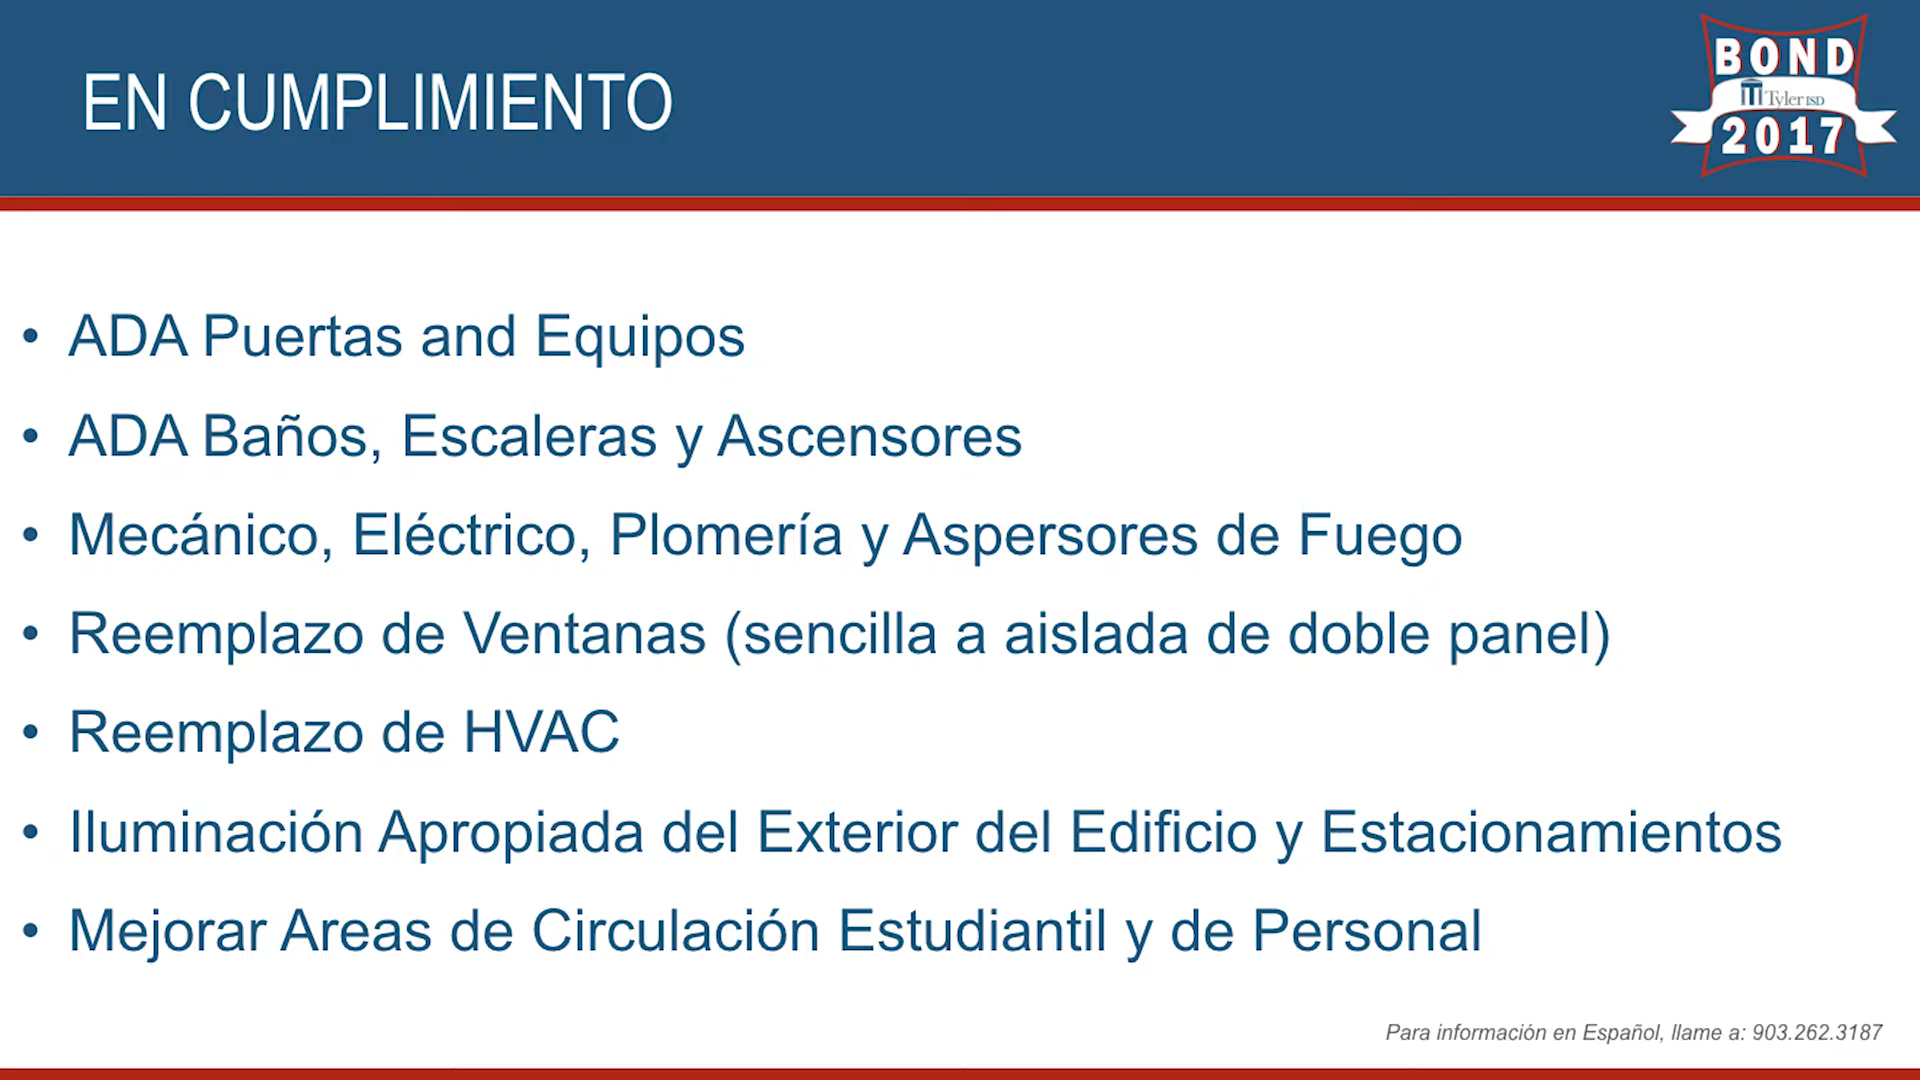 EN CUMPLIMIENTO
BOND
Tyler ISD
2017
• ADA Puertas and Equipos
• ADA Baños, Escaleras y Ascensores
• Mecánico, Eléctrico, Plomería y Aspersores de Fuego
• Reemplazo de Ventanas (sencilla a aislada de doble panel)
• Reemplazo de HVAC
• Iluminación Apropiada del Exterior del Edificio y Estacionamientos
• Mejorar Areas de Circulación Estudiantil y de Personal
Para información en Español, llame a: 903.262.3187